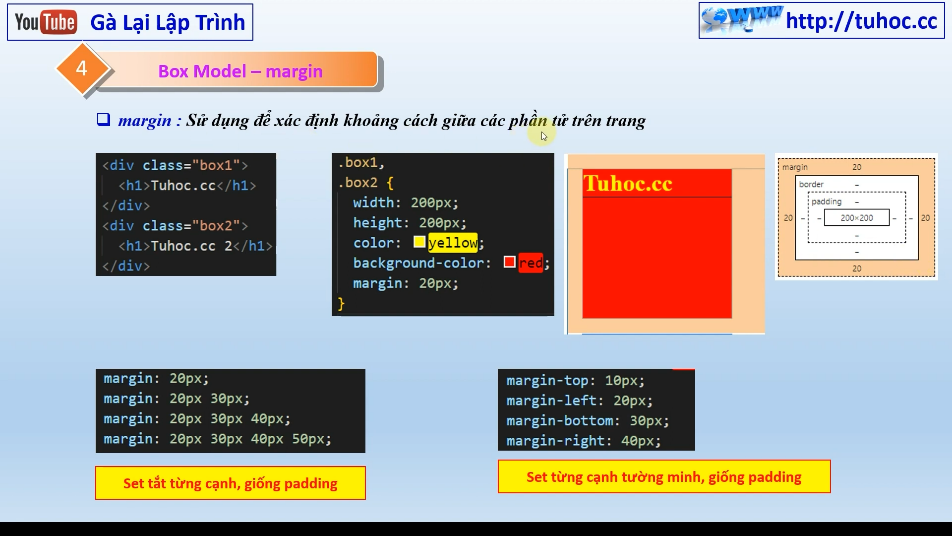 YouTube Gà Lại Lập Trình
www http://tuhoc.cc
4
Box Model – margin
margin : Sử dụng để xác định khoảng cách giữa các phần tử trên trang
<div class="box1">
<h1>Tuhoc.cc</h1>
</div>
<div class="box2">
<h1>Tuhoc.cc 2</h1>
</div>
.box1,
.box2 {
width: 200px;
height: 200px;
color: yellow;
background-color: red;
margin: 20px;
}
Tuhoc.cc
margin 20
border –
padding –
20 – – 200×200 – – 20
–
–
20
margin: 20px;
margin: 20px 30px;
margin: 20px 30px 40px;
margin: 20px 30px 40px 50px;
Set tắt từng cạnh, giống padding
margin-top: 10px;
margin-left: 20px;
margin-bottom: 30px;
margin-right: 40px;
Set từng cạnh tường minh, giống padding